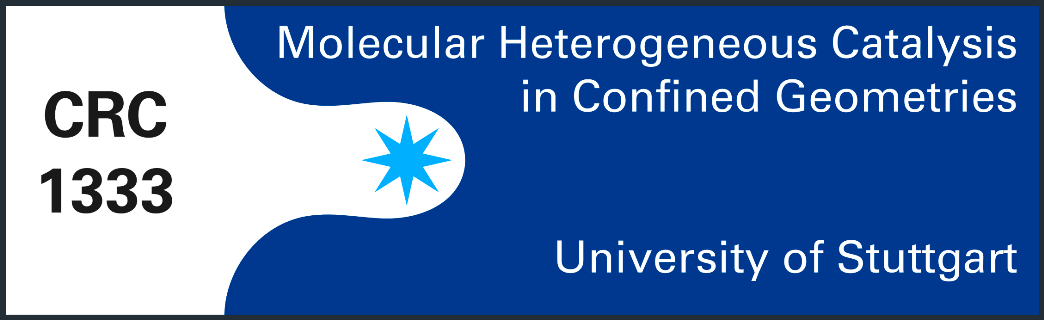 CRC
1333
Molecular Heterogeneous Catalysis
in Confined Geometries
University of Stuttgart